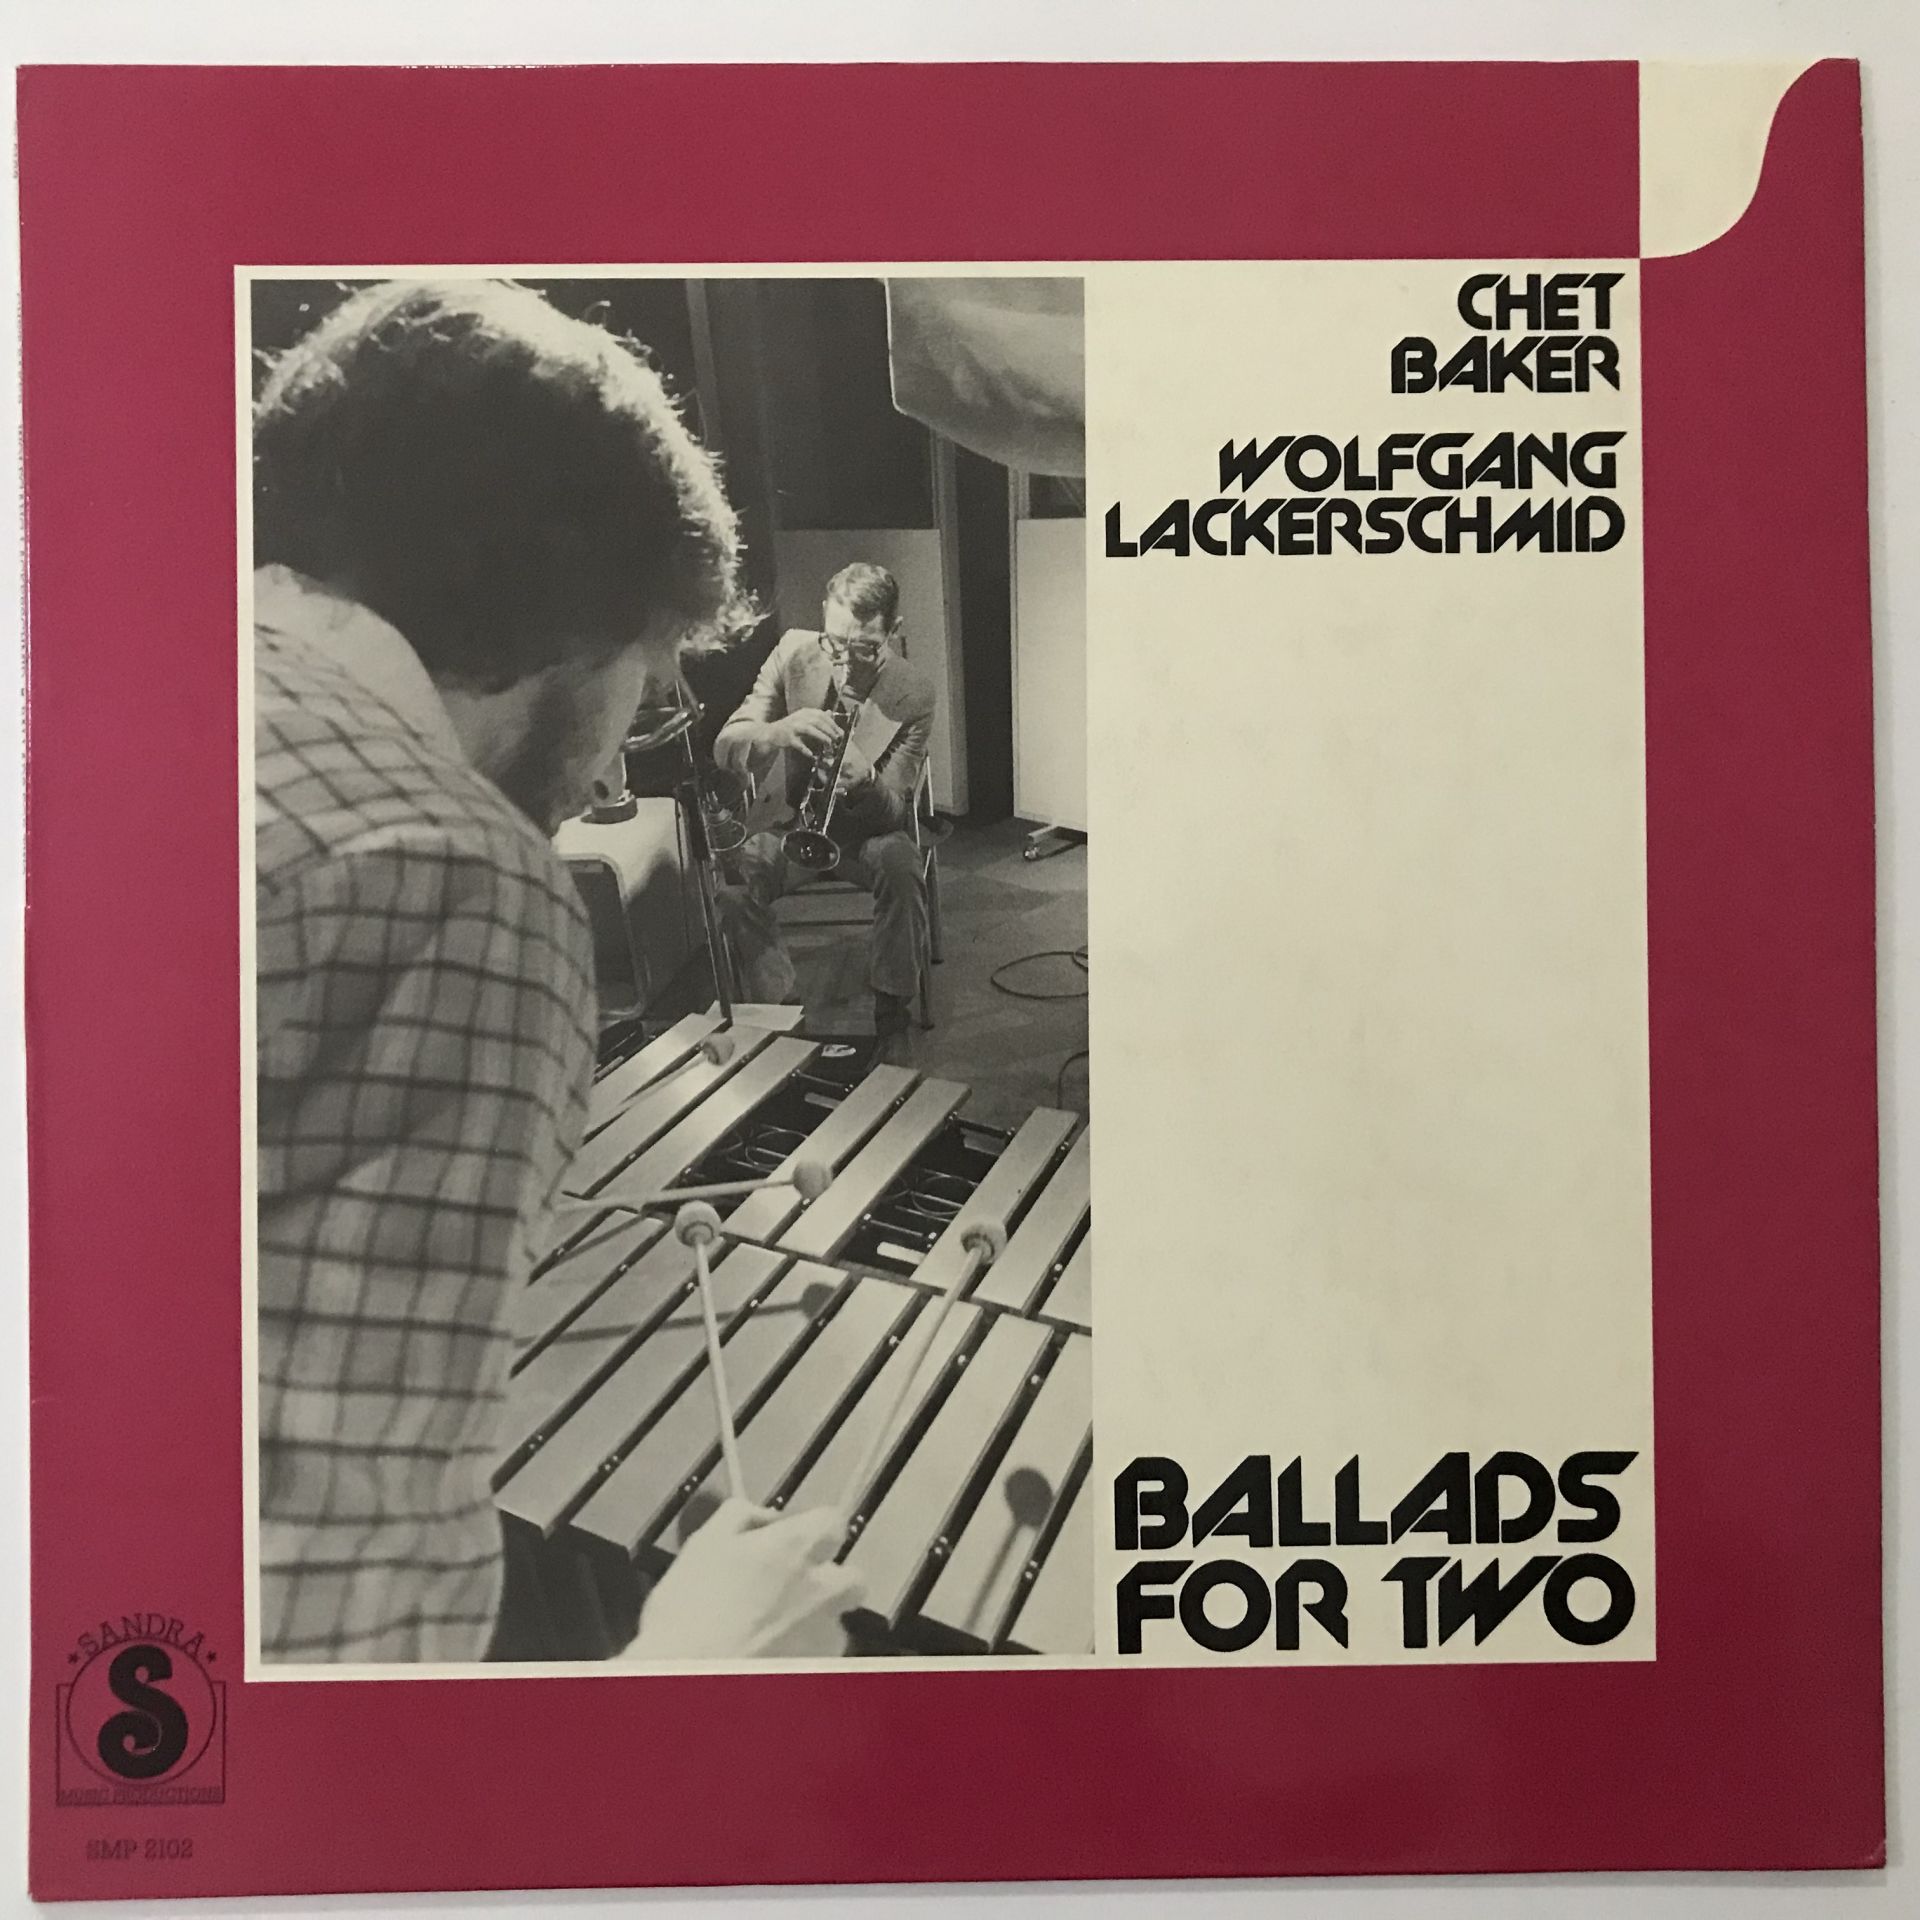 CHET
BAKER
WOLFGANG
LACKERSCHMID
BALLADS
FOR TWO
SANDRA
S
MUSIC PRODUCTIONS
SMP 2102